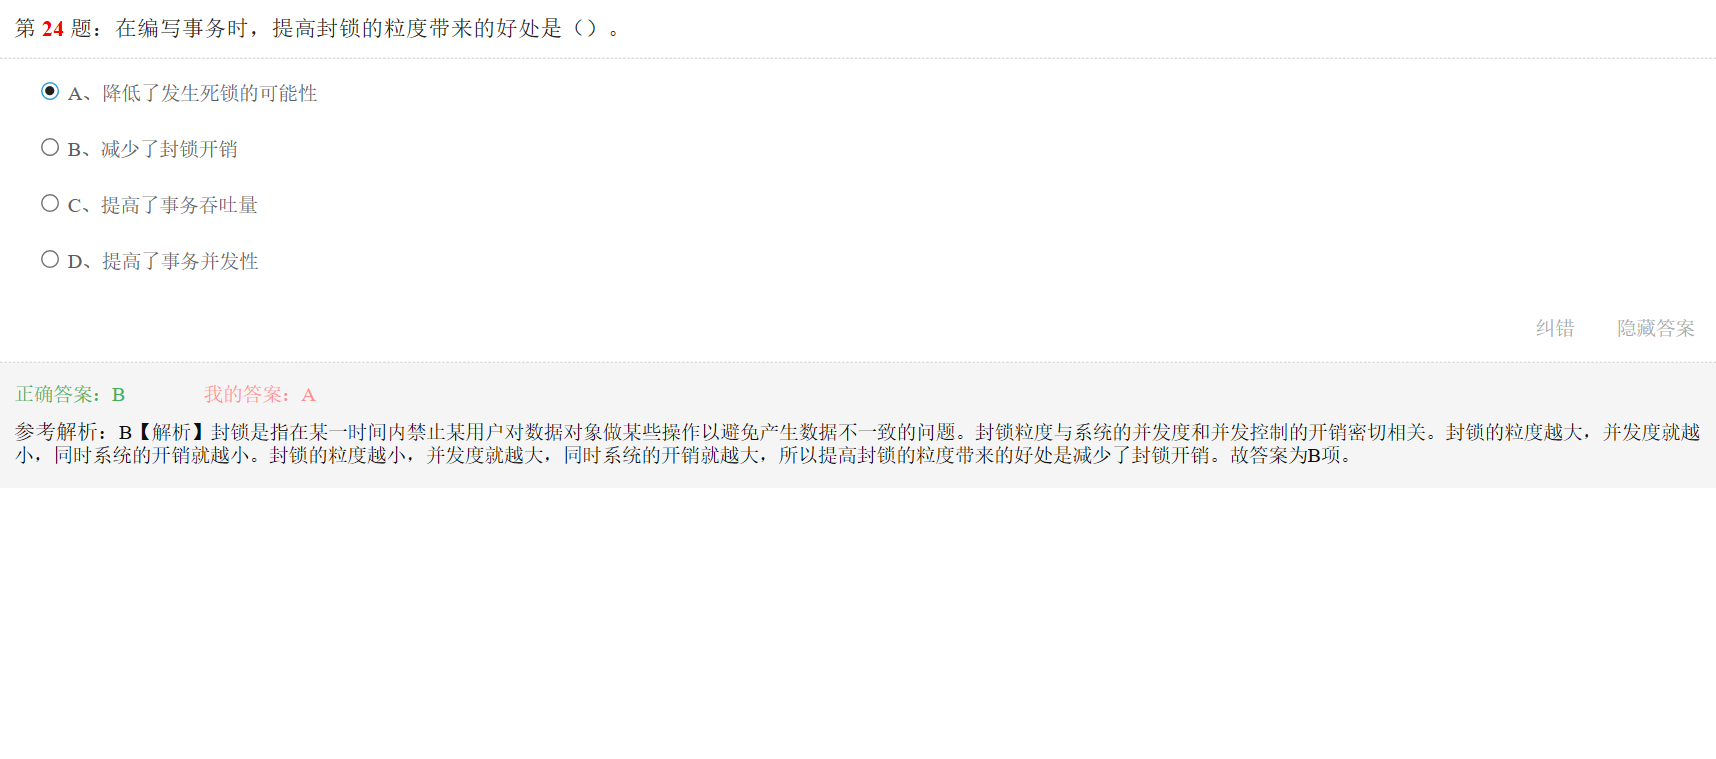 第 24 题：在编写事务时，提高封锁的粒度带来的好处是（）。
A、降低了发生死锁的可能性
B、减少了封锁开销
C、提高了事务吞吐量
D、提高了事务并发性
纠错 隐藏答案
正确答案：B 我的答案：A
参考解析：B【解析】封锁是指在某一时间内禁止某用户对数据对象做某些操作以避免产生数据不一致的问题。封锁粒度与系统的并发度和并发控制的开销密切相关。封锁的粒度越大，并发度就越
小，同时系统的开销就越小。封锁的粒度越小，并发度就越大，同时系统的开销就越大，所以提高封锁的粒度带来的好处是减少了封锁开销。故答案为B项。